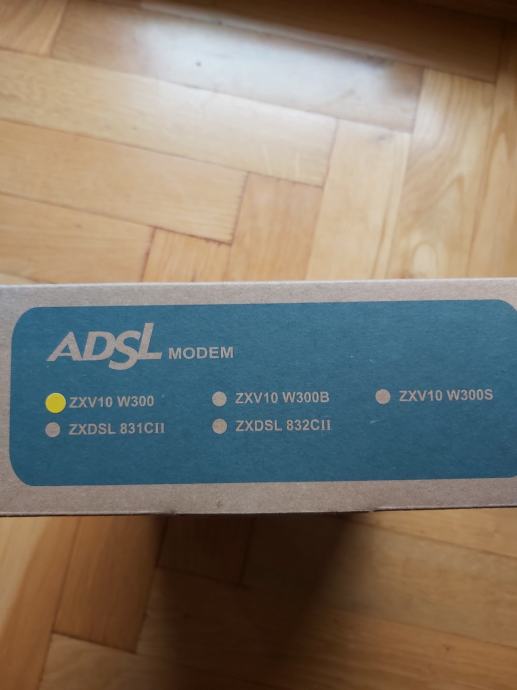 ADSL MODEM
ZXV10 W300 ZXV10 W300B ZXV10 W300S
ZXDSL 831CII ZXDSL 832CII